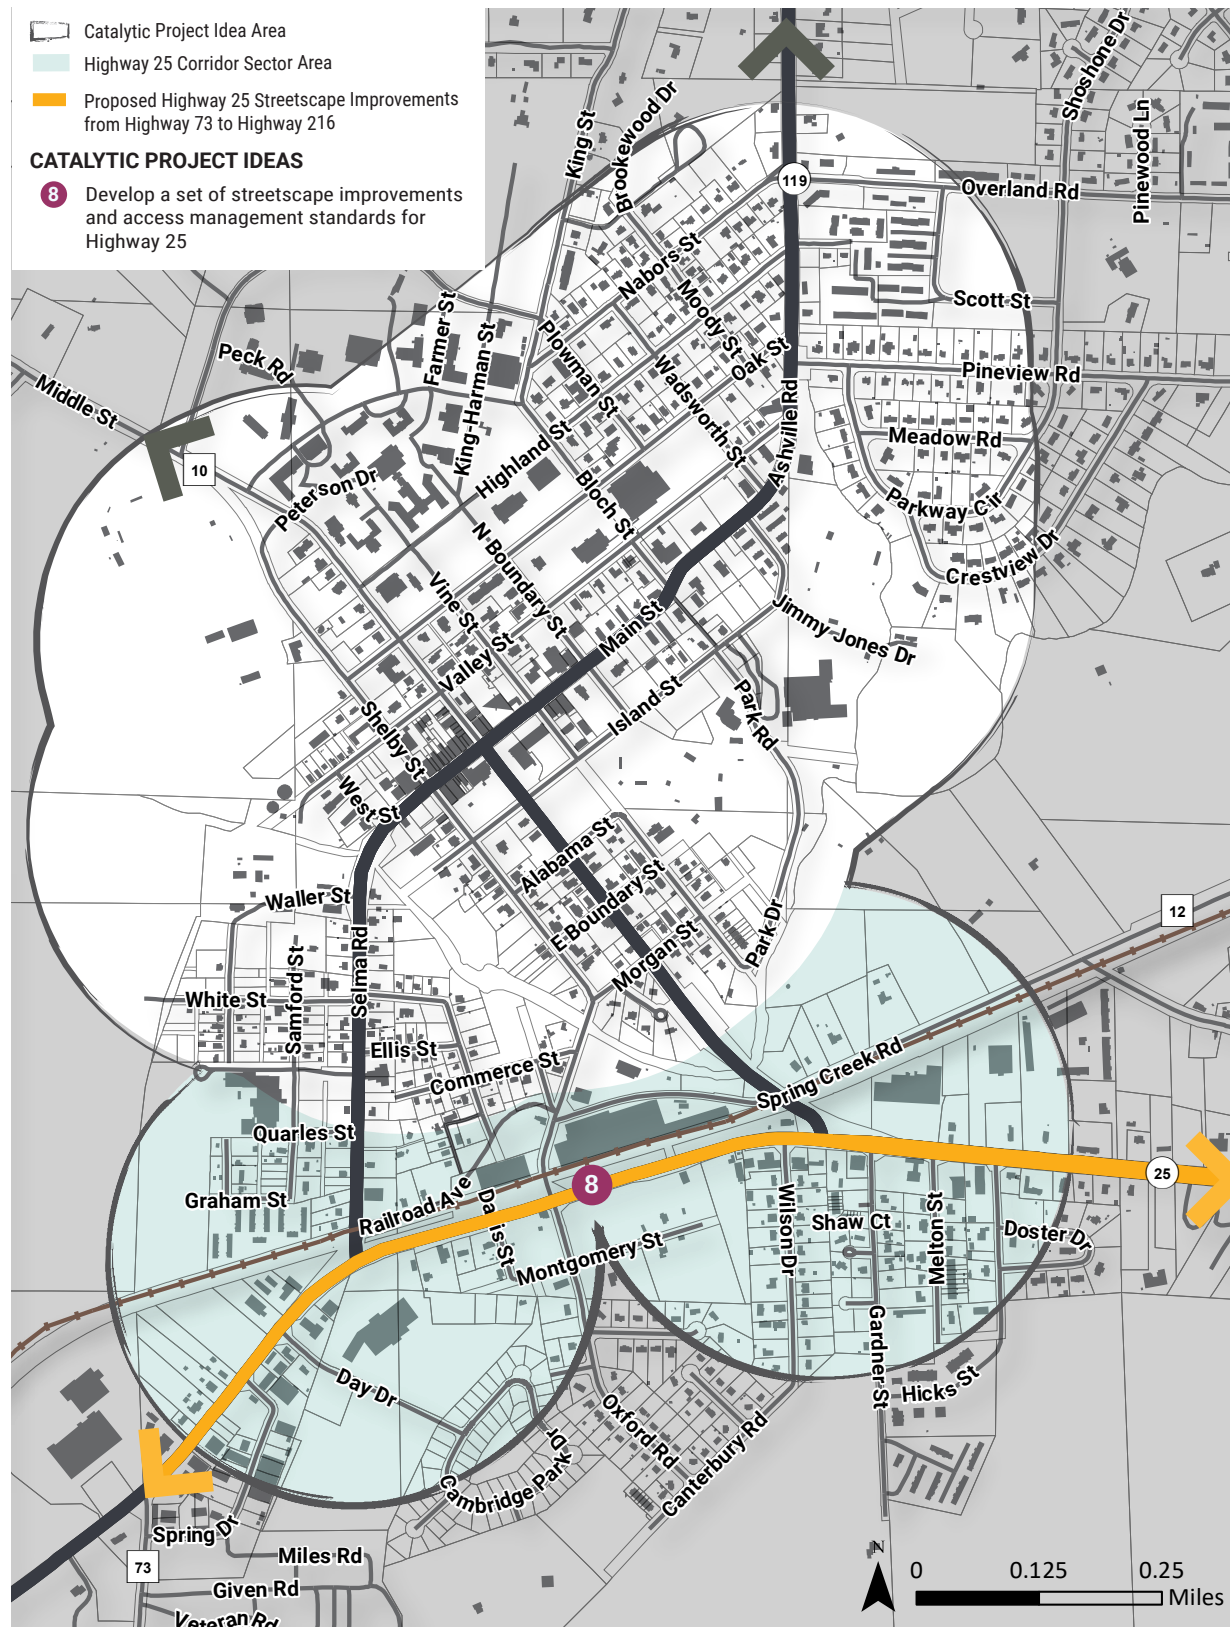 Catalytic Project Idea Area
Highway 25 Corridor Sector Area
Proposed Highway 25 Streetscape Improvements
from Highway 73 to Highway 216
CATALYTIC PROJECT IDEAS
8 Develop a set of streetscape improvements
and access management standards for
Highway 25
King St
Brookewood Dr
Shoshone Dr
Pinewood Ln
119
Overland Rd
Nabors St
Moody St
Scott St
Farmer St
King-Harman St
Plowman St
Oak St
Peck Rd
Wadsworth St
Pineview Rd
Middle St
Ashville Rd
Meadow Rd
10
Highland St
Peterson Dr
Bloch St
Parkway Cir
Crestview Dr
N Boundary St
Vine St
Main St
Jimmy Jones Dr
Valley St
Island St
Park Rd
Shelby St
West St
Alabama St
E Boundary St
Waller St
Park Dr
12
Selma Rd
Samford St
Morgan St
White St
Ellis St
Commerce St
Spring Creek Rd
Quarles St
25
8
Graham St
Railroad Ave
Davis St
Wilson Dr
Shaw Ct
Melton St
Doster Dr
Montgomery St
Gardner St
Day Dr
Hicks St
Oxford Rd
Canterbury Rd
Cambridge Park Dr
Spring Dr
Miles Rd
73
Given Rd
Veteran Rd
N
0 0.125 0.25
Miles